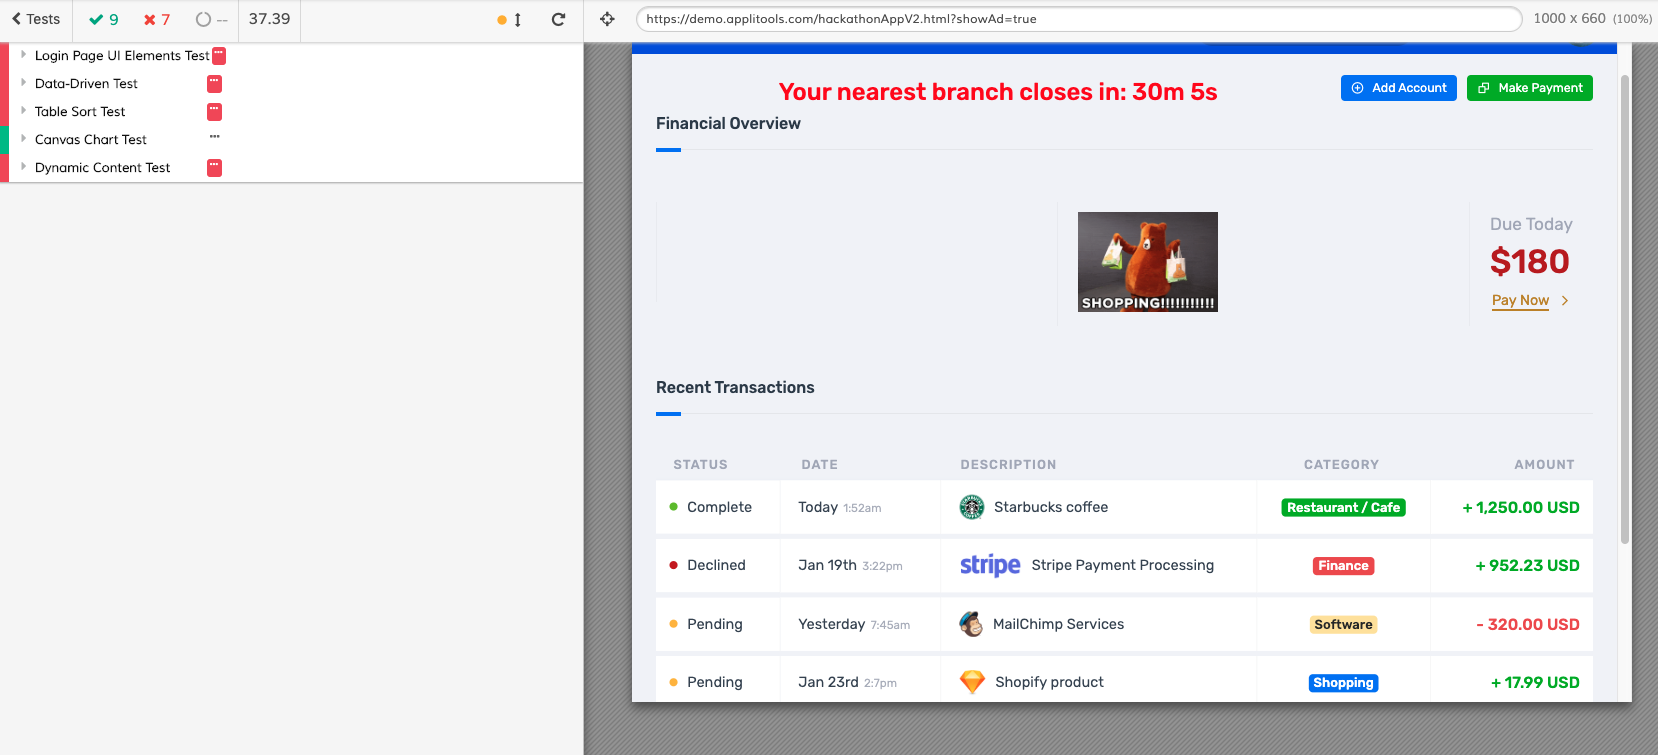 Tests 9 7 -- 37.39
https://demo.applitools.com/hackathonAppV2.html?showAd=true 1000 x 660 (100%)
Login Page UI Elements Test
Data-Driven Test
Table Sort Test
Canvas Chart Test
Dynamic Content Test
Your nearest branch closes in: 30m 5s
Add Account Make Payment
Financial Overview
SHOPPING!!!!!!!!!!!
Due Today
$180
Pay Now
Recent Transactions
STATUS DATE DESCRIPTION CATEGORY AMOUNT
Complete Today 1:52am Starbucks coffee Restaurant / Cafe + 1,250.00 USD
Declined Jan 19th 3:22pm stripe Stripe Payment Processing Finance + 952.23 USD
Pending Yesterday 7:45am MailChimp Services Software - 320.00 USD
Pending Jan 23rd 2:7pm Shopify product Shopping + 17.99 USD